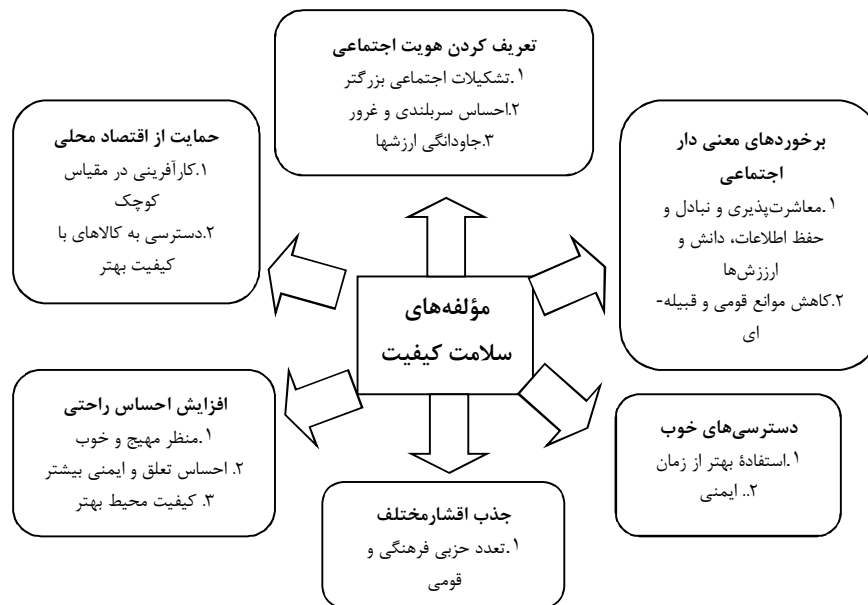 تعریف کردن هویت اجتماعی
۱.تشکیلات اجتماعی بزرگتر
۲.احساس سربلندی و غرور
۳.جاودانگی ارزشها
برخوردهای معنی دار
اجتماعی
۱.معاشرت‌پذیری و نبادل و
حفظ اطلاعات، دانش و
ارززش‌ها
۲.کاهش موانع قومی و قبیله-
ای
حمایت از اقتصاد محلی
۱.کارآفرینی در مقیاس
کوچک
۲.دسترسی به کالاهای با
کیفیت بهتر
مؤلفه‌های
سلامت کیفیت
دسترسی‌های خوب
۱.استفادهٔ بهتر از زمان
۲.. ایمنی
افزایش احساس راحتی
۱.منظر مهیج و خوب
۲. احساس تعلق و ایمنی بیشتر
۳. کیفیت محیط بهتر
جذب اقشارمختلف
۱.تعدد حزبی فرهنگی و
قومی